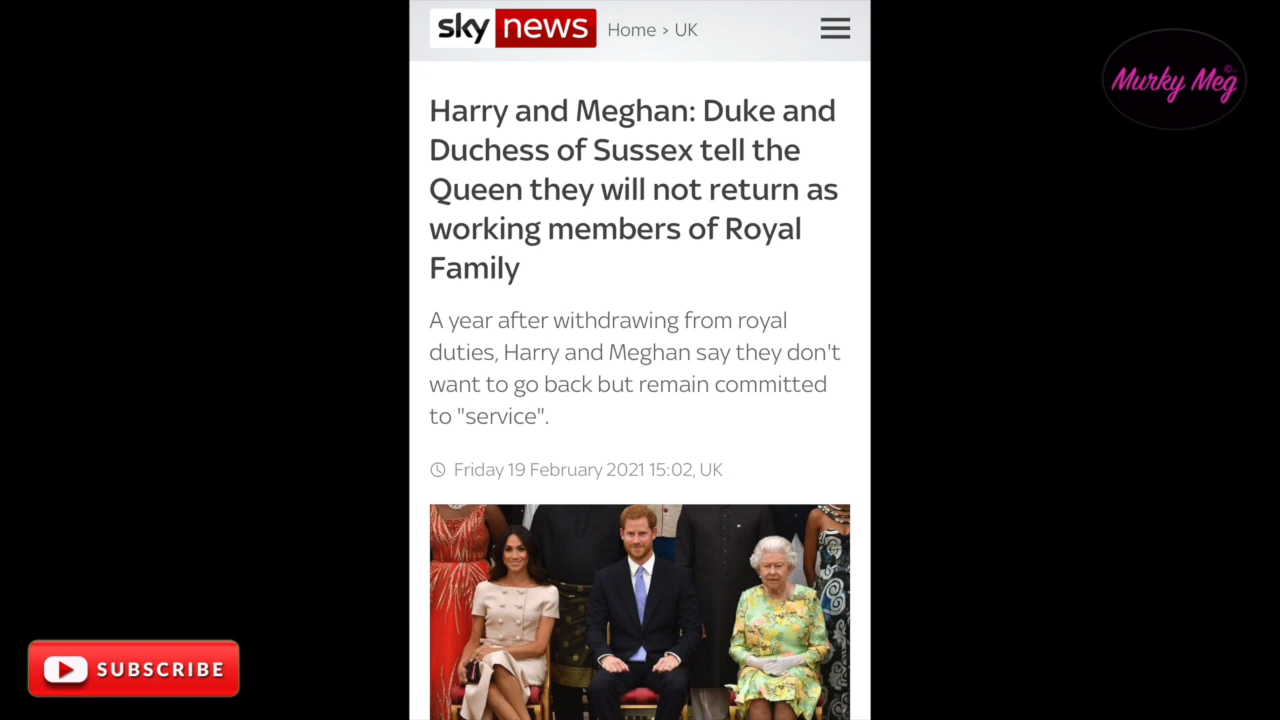 sky news Home > UK
Murky Meg ©
Harry and Meghan: Duke and
Duchess of Sussex tell the
Queen they will not return as
working members of Royal
Family
A year after withdrawing from royal
duties, Harry and Meghan say they don't
want to go back but remain committed
to "service".
Friday 19 February 2021 15:02, UK
SUBSCRIBE